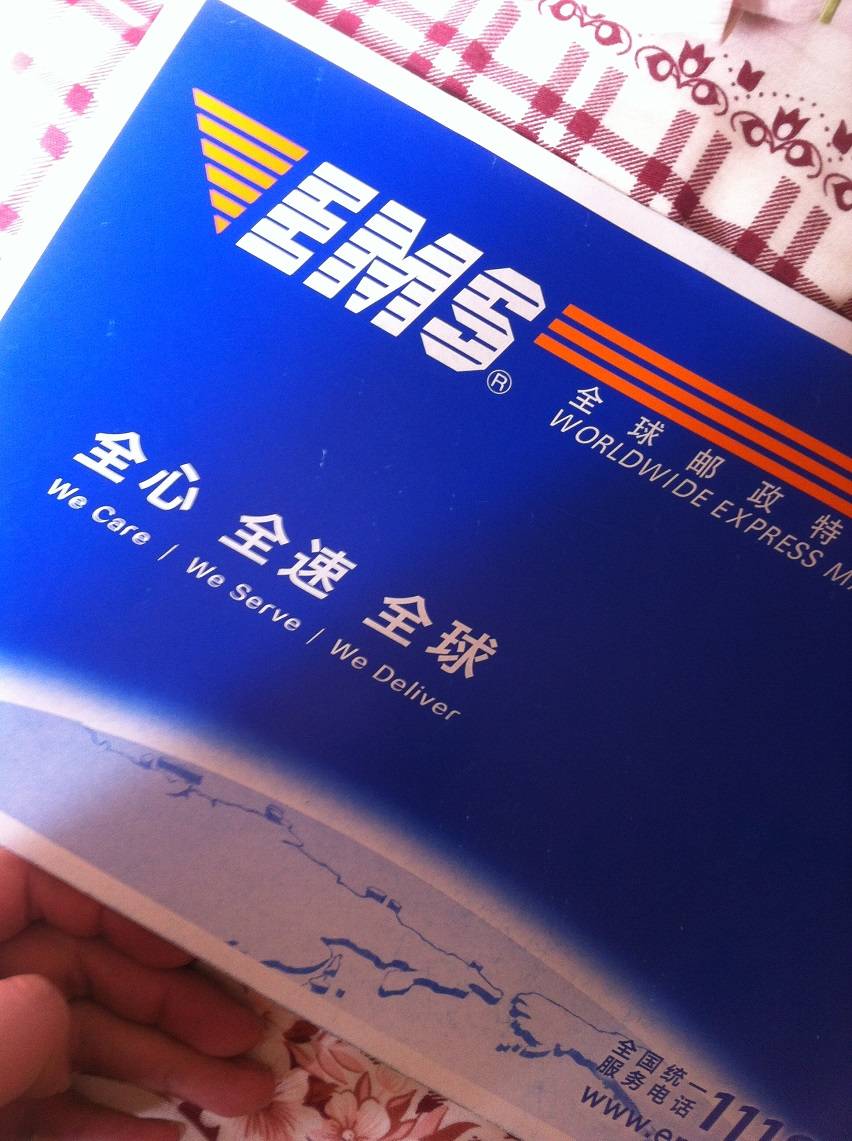 EMS®
全球邮政特
WORLDWIDE EXPRESS
全心 全速 全球
We Care / We Serve / We Deliver
全国统一
服务电话
111
www.e